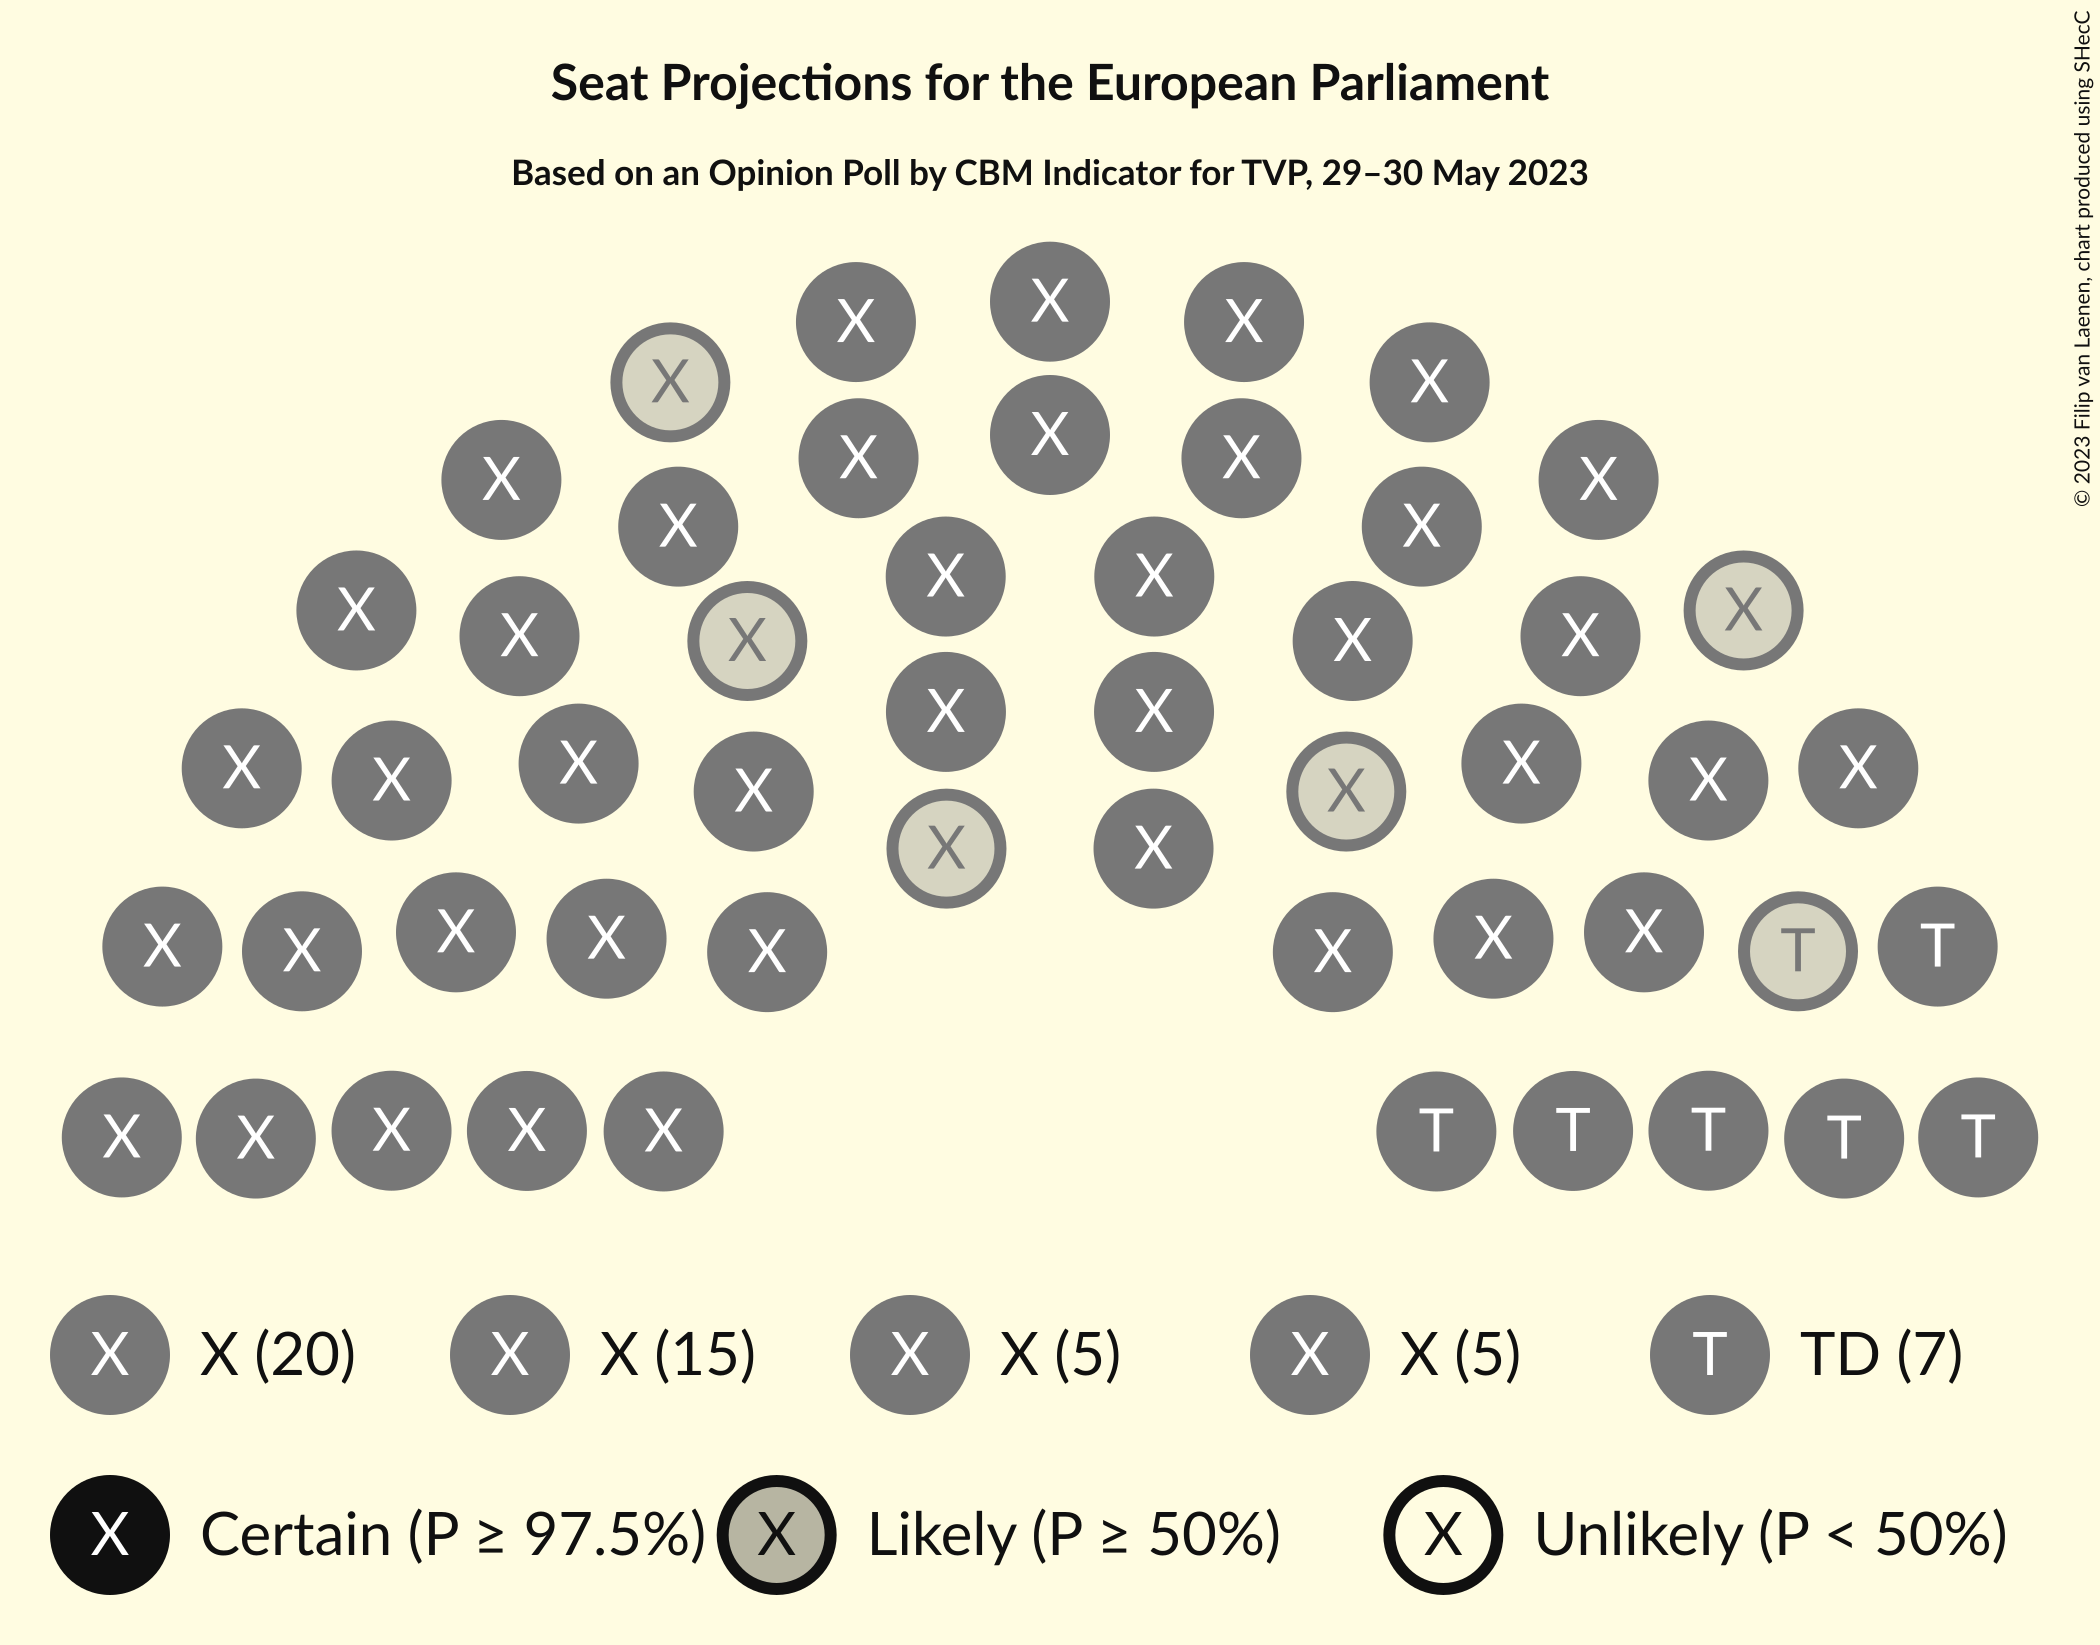 Seat Projections for the European Parliament
Based on an Opinion Poll by CBM Indicator for TVP, 29–30 May 2023
© 2023 Filip van Laenen, chart produced using SHecC
X
X X
X X
X
X X X
X X
X X
X X
X X X X
X X
X X
X X
X X X X
X X
X X
X X
X X
X X X T T
X X X X X
X X X X X T T T T T
X X (20) X X (15) X X (5) X X (5) T TD (7)
X Certain (P ≥ 97.5%) X Likely (P ≥ 50%) X Unlikely (P < 50%)